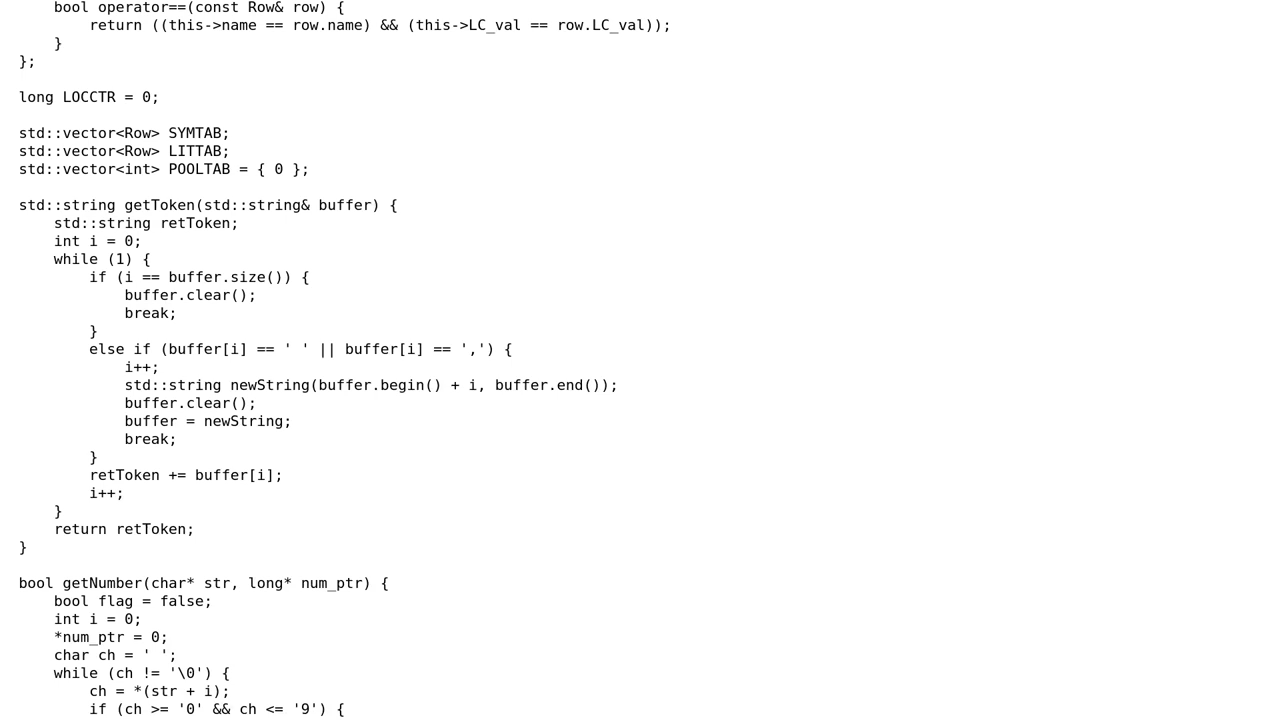 bool operator==(const Row& row) {
        return ((this->name == row.name) && (this->LC_val == row.LC_val));
    }
};

long LOCCTR = 0;

std::vector<Row> SYMTAB;
std::vector<Row> LITTAB;
std::vector<int> POOLTAB = { 0 };

std::string getToken(std::string& buffer) {
    std::string retToken;
    int i = 0;
    while (1) {
        if (i == buffer.size()) {
            buffer.clear();
            break;
        }
        else if (buffer[i] == ' ' || buffer[i] == ',') {
            i++;
            std::string newString(buffer.begin() + i, buffer.end());
            buffer.clear();
            buffer = newString;
            break;
        }
        retToken += buffer[i];
        i++;
    }
    return retToken;
}

bool getNumber(char* str, long* num_ptr) {
    bool flag = false;
    int i = 0;
    *num_ptr = 0;
    char ch = ' ';
    while (ch != '\0') {
        ch = *(str + i);
        if (ch >= '0' && ch <= '9') {